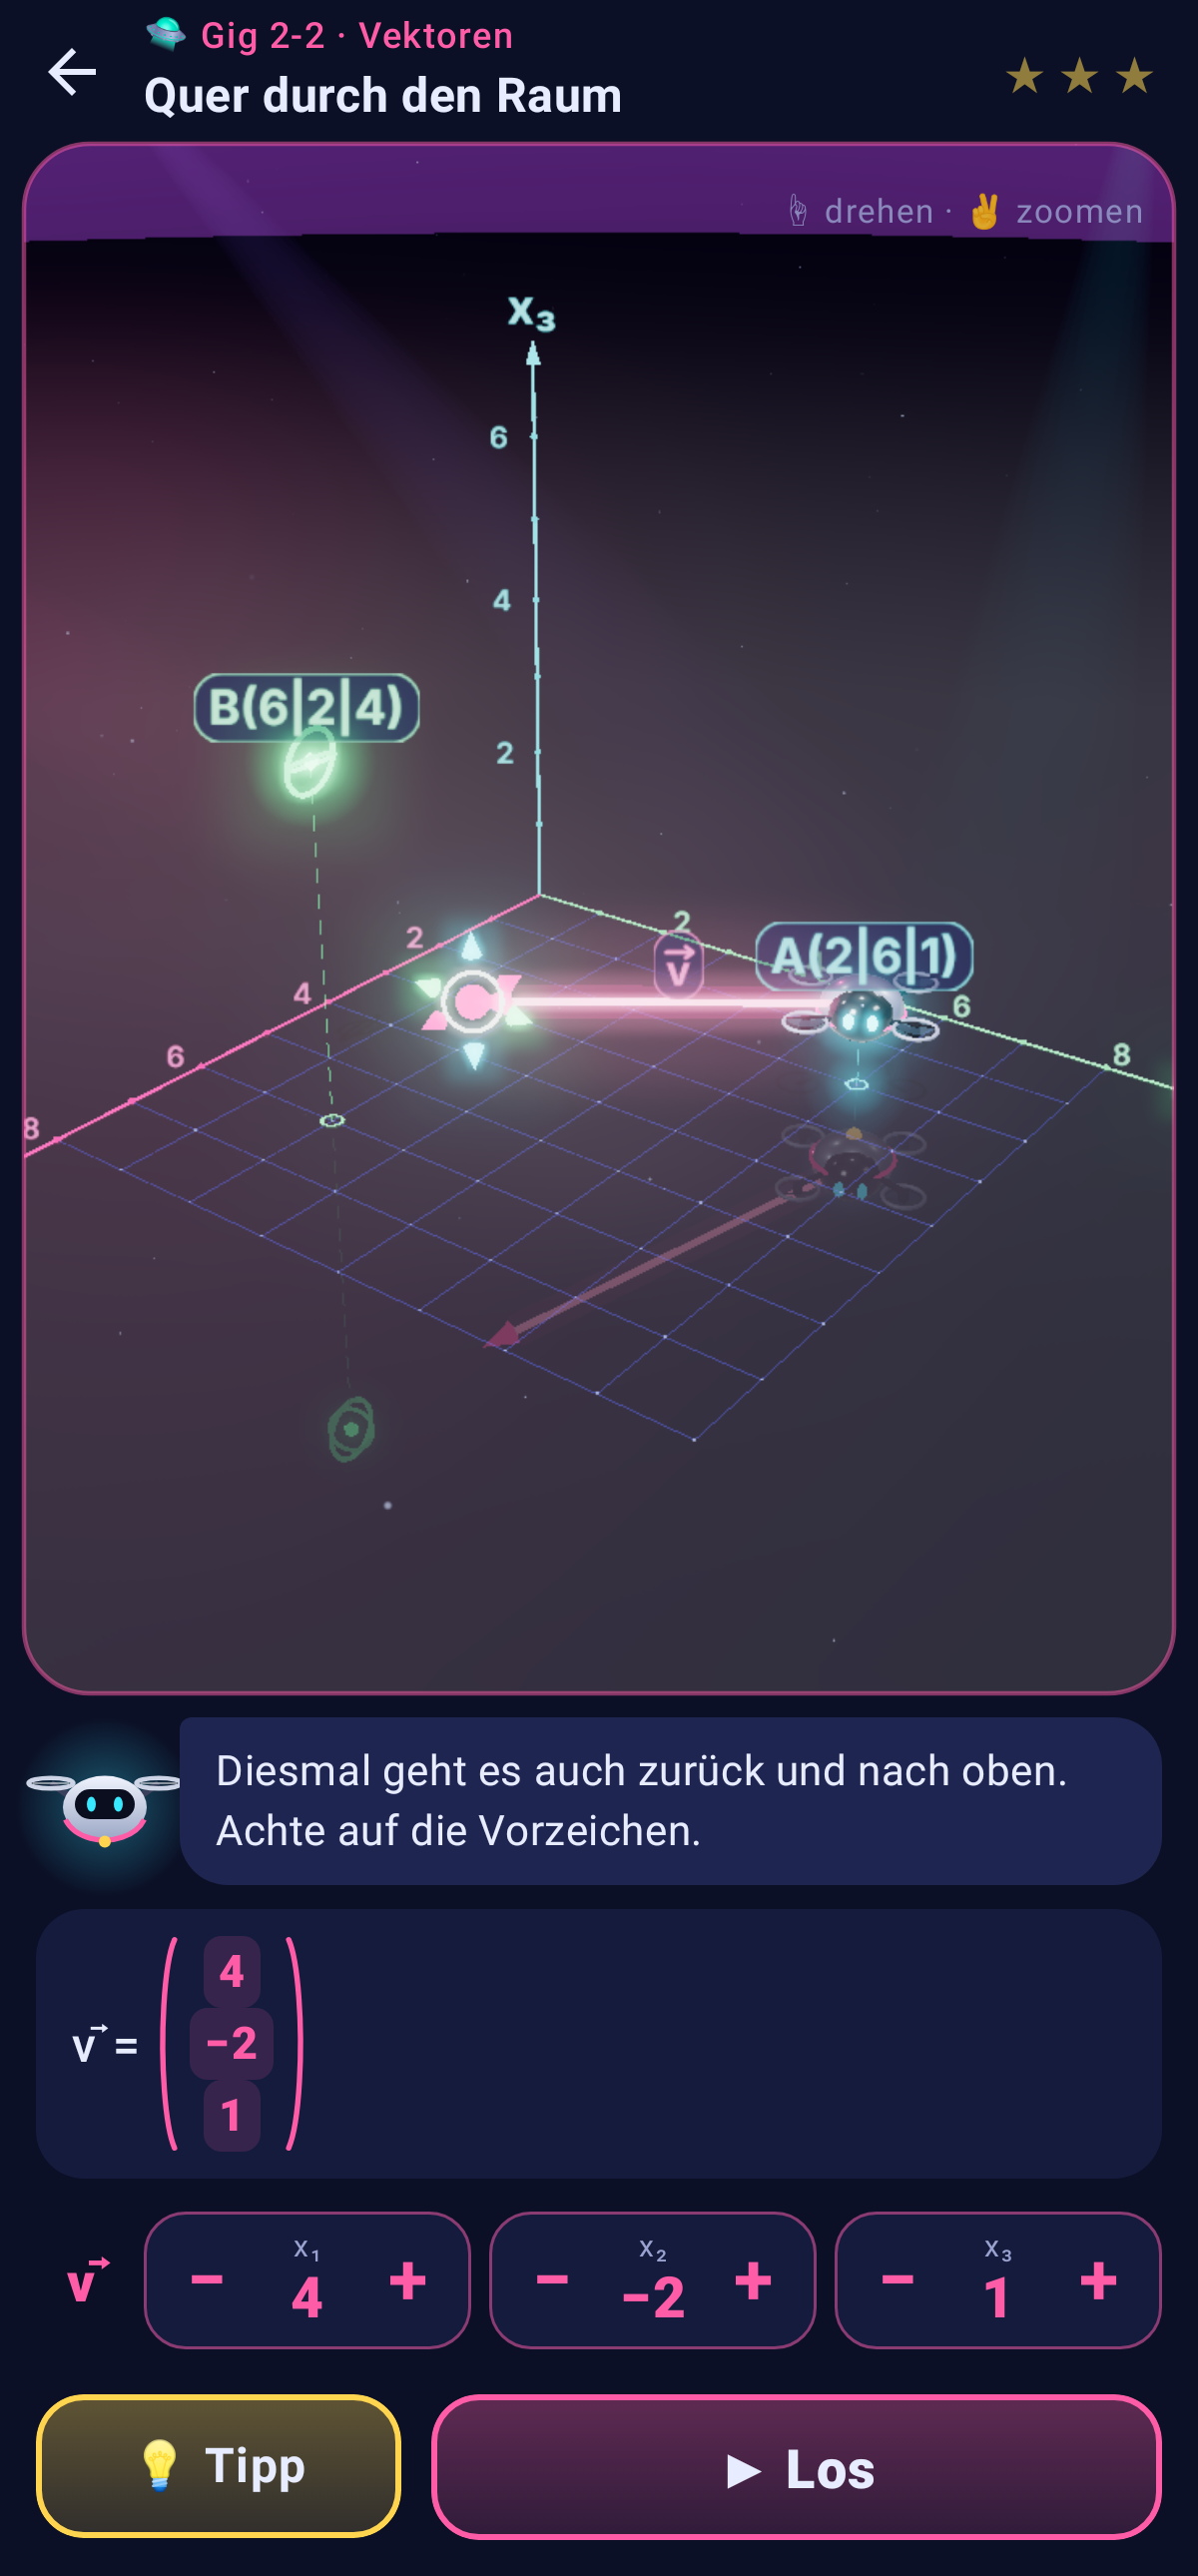 🛸 Gig 2-2 · Vektoren
Quer durch den Raum
★ ★ ★
☝ drehen · ✌ zoomen
x₃
6
4
B(6|2|4)
2
2
2
v⃗
A(2|6|1)
4
6
6
8
8
Diesmal geht es auch zurück und nach oben.
Achte auf die Vorzeichen.
4
v⃗ = −2
1
x₁ x₂ x₃
v⃗ − 4 + − −2 + − 1 +
💡 Tipp ▶ Los